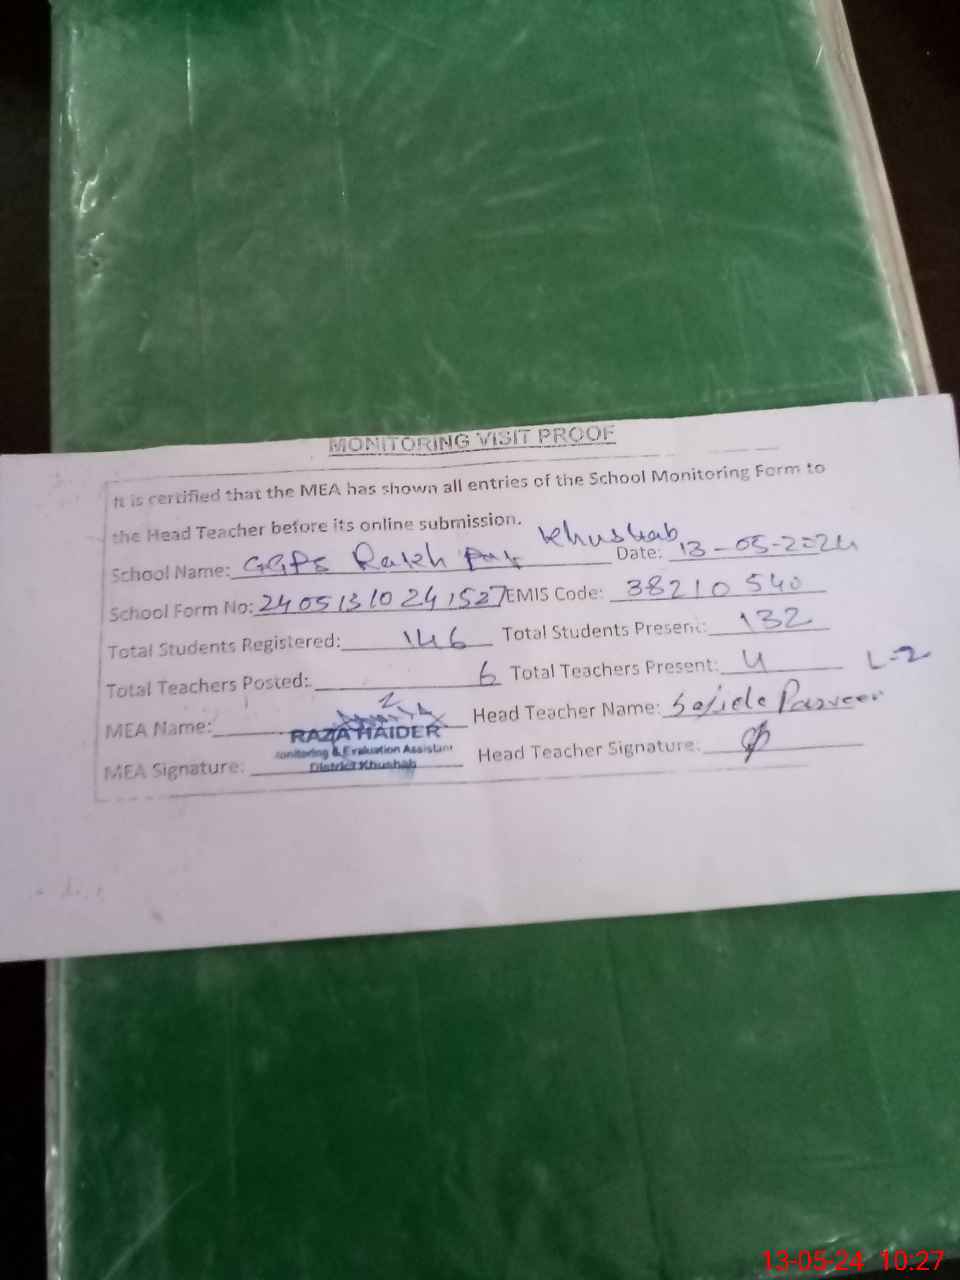 MONITORING VISIT PROOF
It is certified that the MEA has shown all entries of the School Monitoring Form to
the Head Teacher before its online submission.
School Name: GGPS Rakh Khushab Date: 13-05-2024
School Form No: 24051310241527 EMIS Code: 38210540
Total Students Registered: 146 Total Students Present: 132
Total Teachers Posted: 6 Total Teachers Present: 4 L-2
MEA Name: Head Teacher Name: Parveen
RAZA HAIDER
Monitoring & Evaluation Assistant
District Khushab
MEA Signature: Head Teacher Signature:
13-05-24 10:27